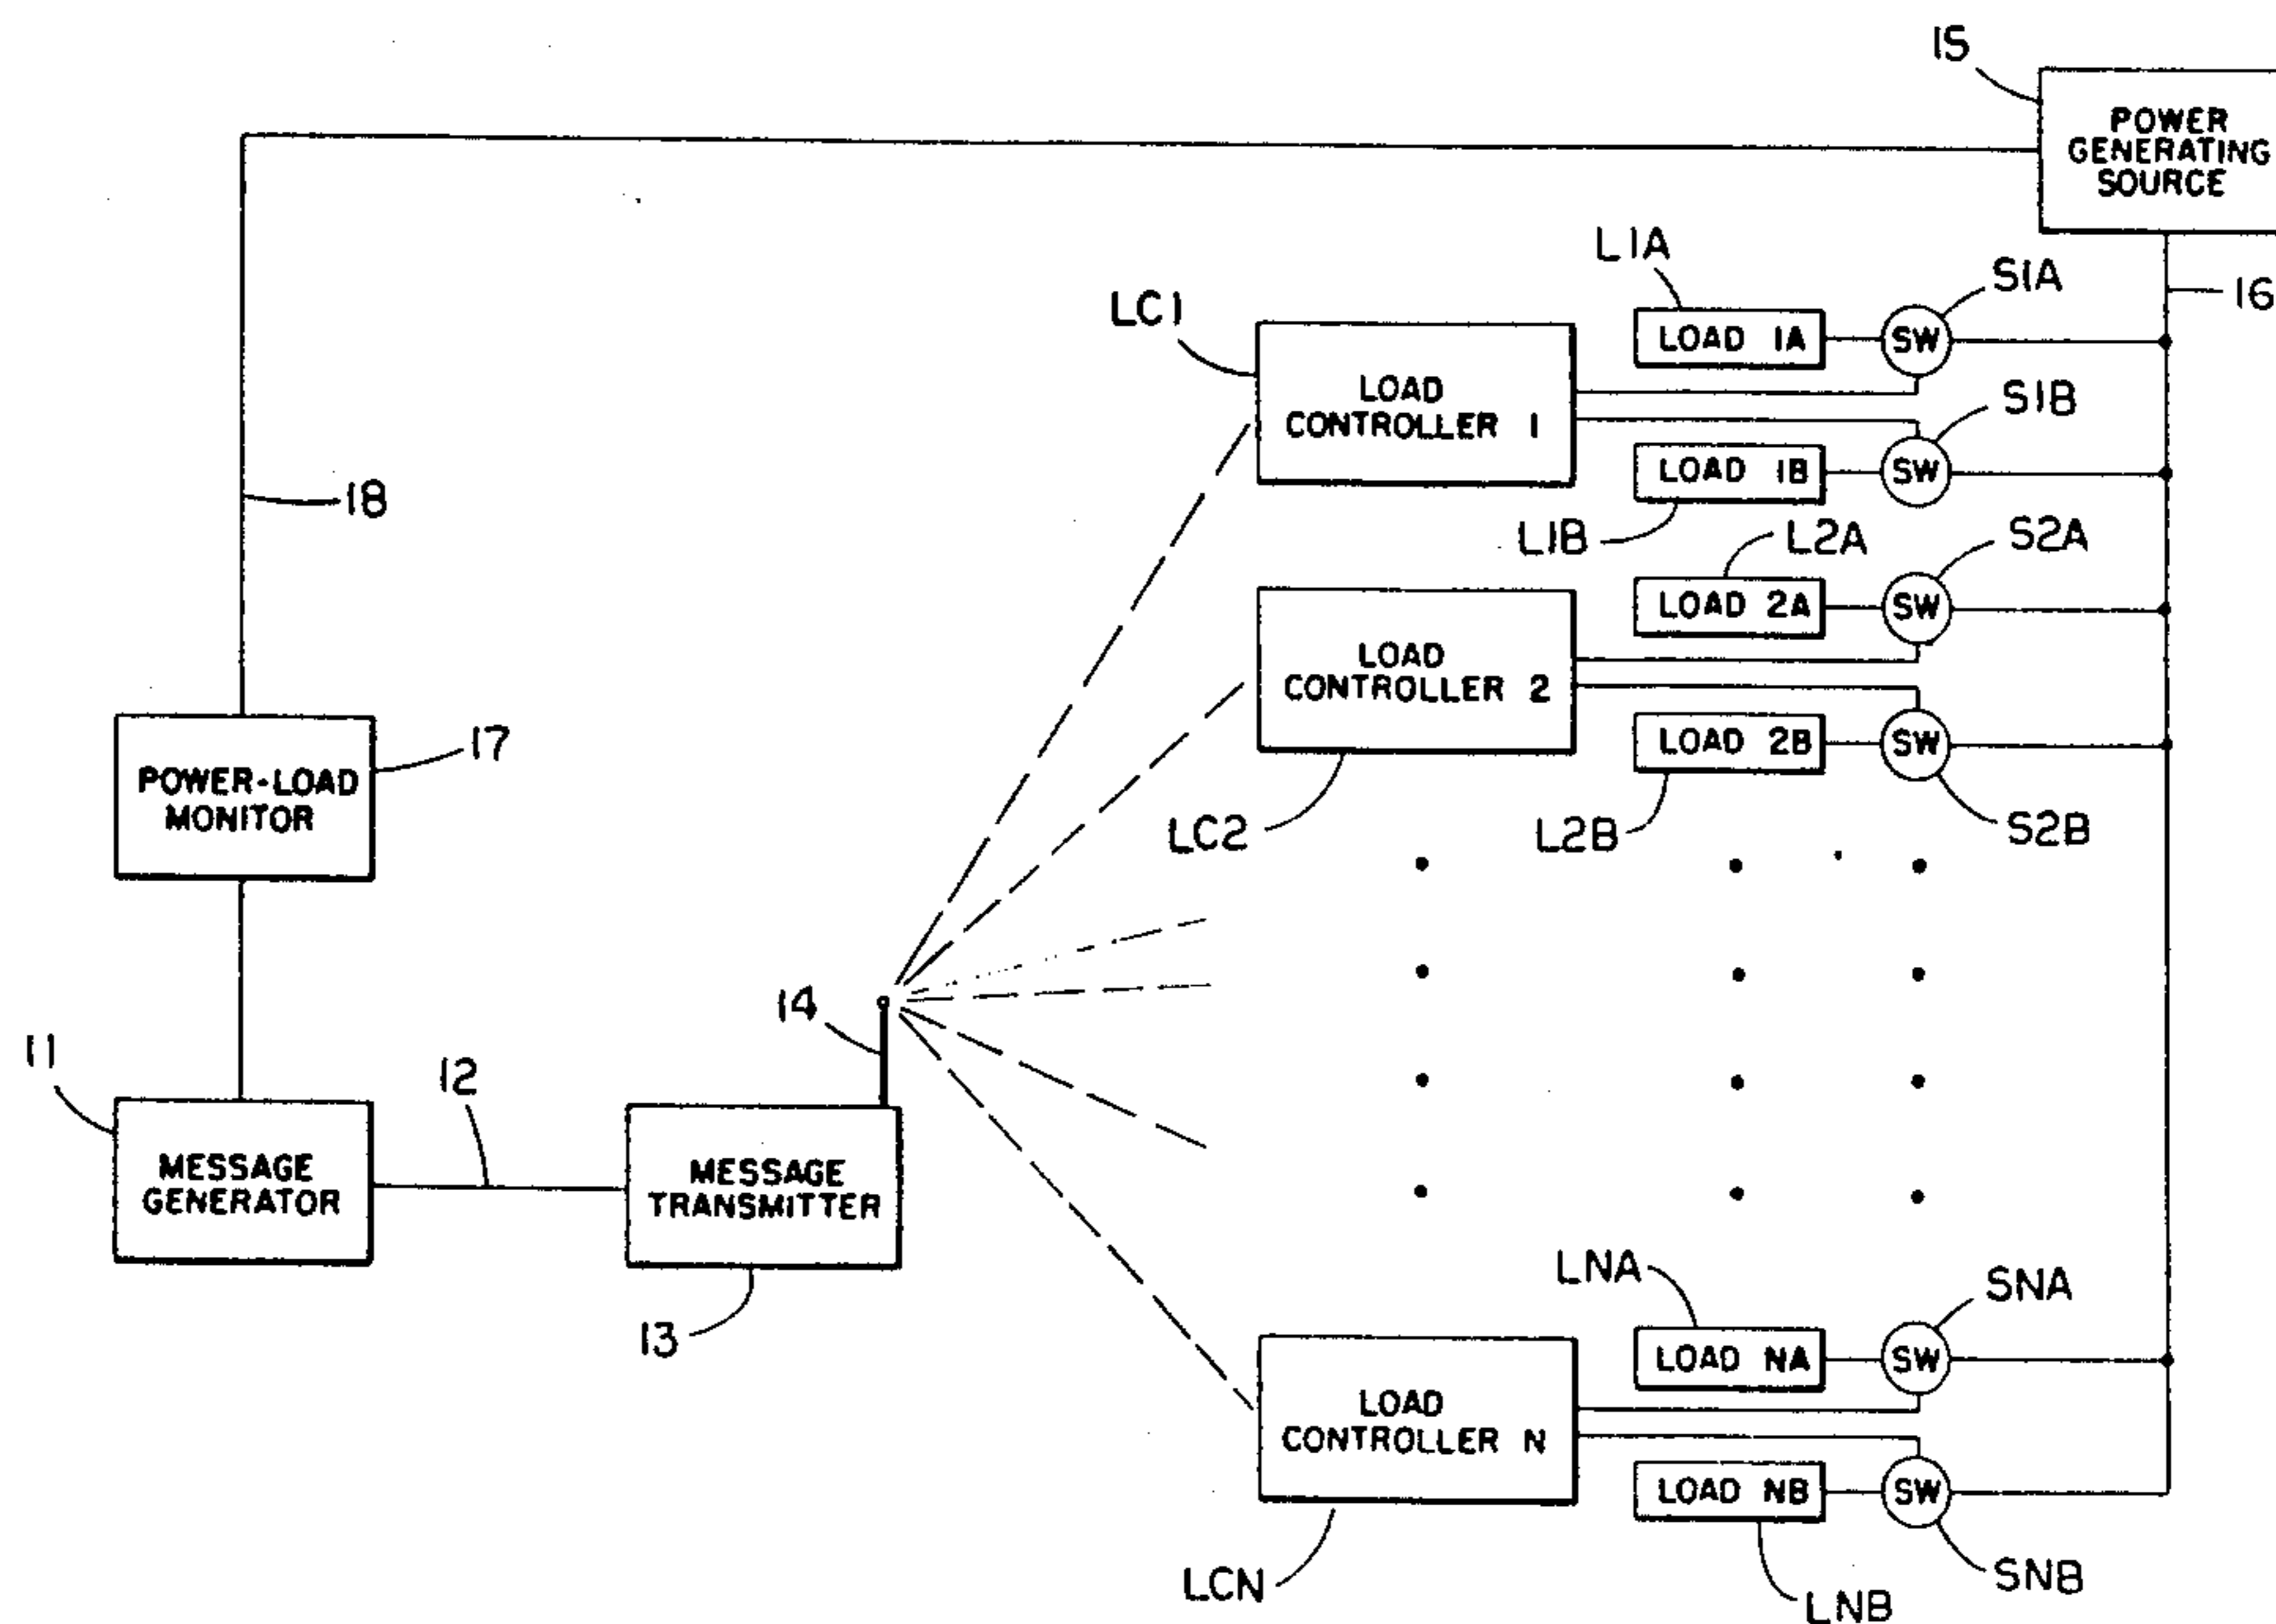 15
POWER
GENERATING
SOURCE
16
L1A
S1A
LC1
LOAD 1A
SW
LOAD
CONTROLLER 1
S1B
LOAD 1B
SW
18
L1B
L2A
S2A
LOAD 2A
SW
LOAD
CONTROLLER 2
17
LOAD 2B
SW
POWER-LOAD
MONITOR
LC2
L2B
S2B
14
11
12
MESSAGE
GENERATOR
MESSAGE
TRANSMITTER
13
LNA
SNA
LOAD NA
SW
LOAD
CONTROLLER N
LOAD NB
SW
LCN
SNB
LNB